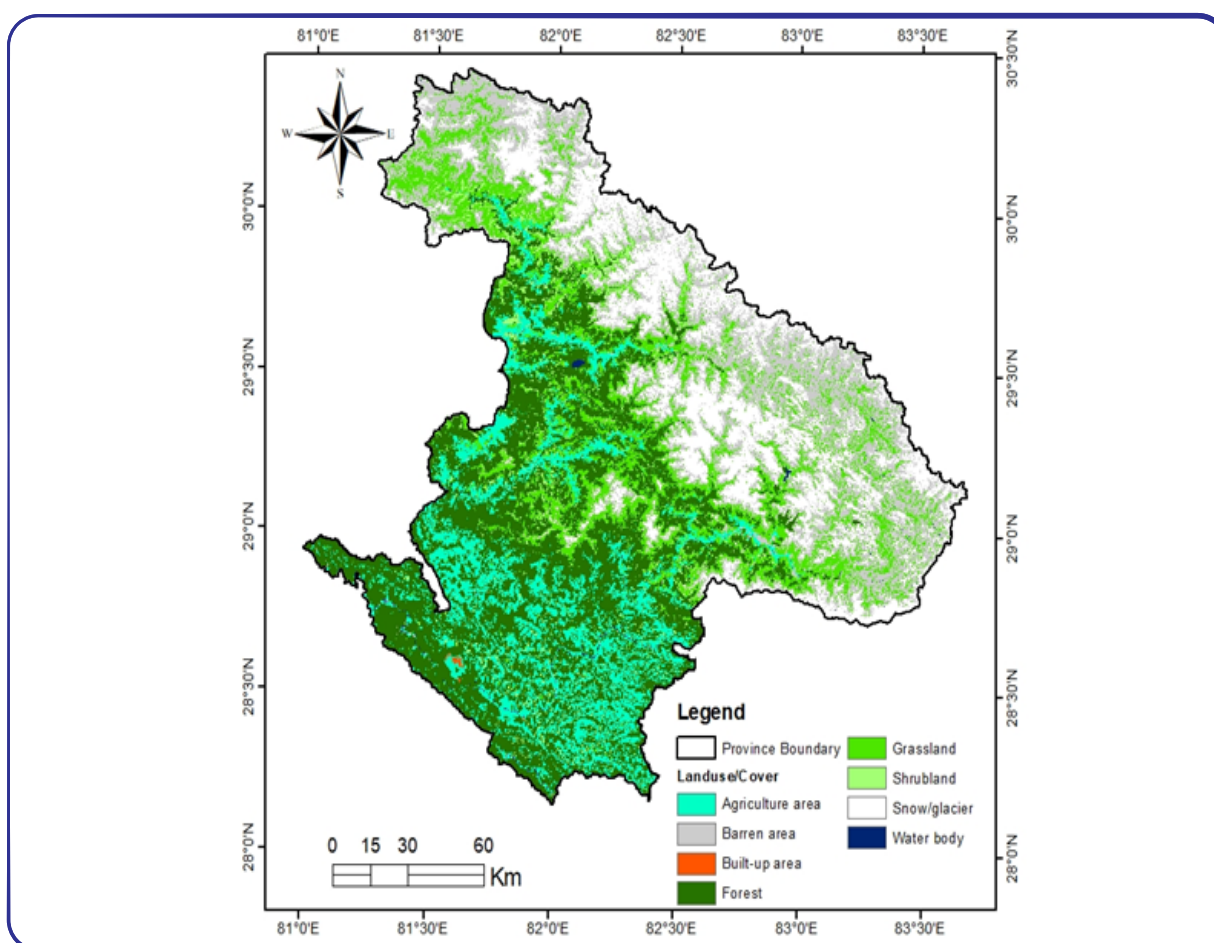 81°0'E 81°30'E 82°0'E 82°30'E 83°0'E 83°30'E
30°30'N
N
W E
S
30°0'N 30°0'N
29°30'N 29°30'N
29°0'N 29°0'N
28°30'N 28°30'N
28°0'N 28°0'N
Legend
Province Boundary
Landuse/Cover
Agriculture area
Barren area
Built-up area
Forest
Grassland
Shrubland
Snow/glacier
Water body
0 15 30 60
Km
81°0'E 81°30'E 82°0'E 82°30'E 83°0'E 83°30'E